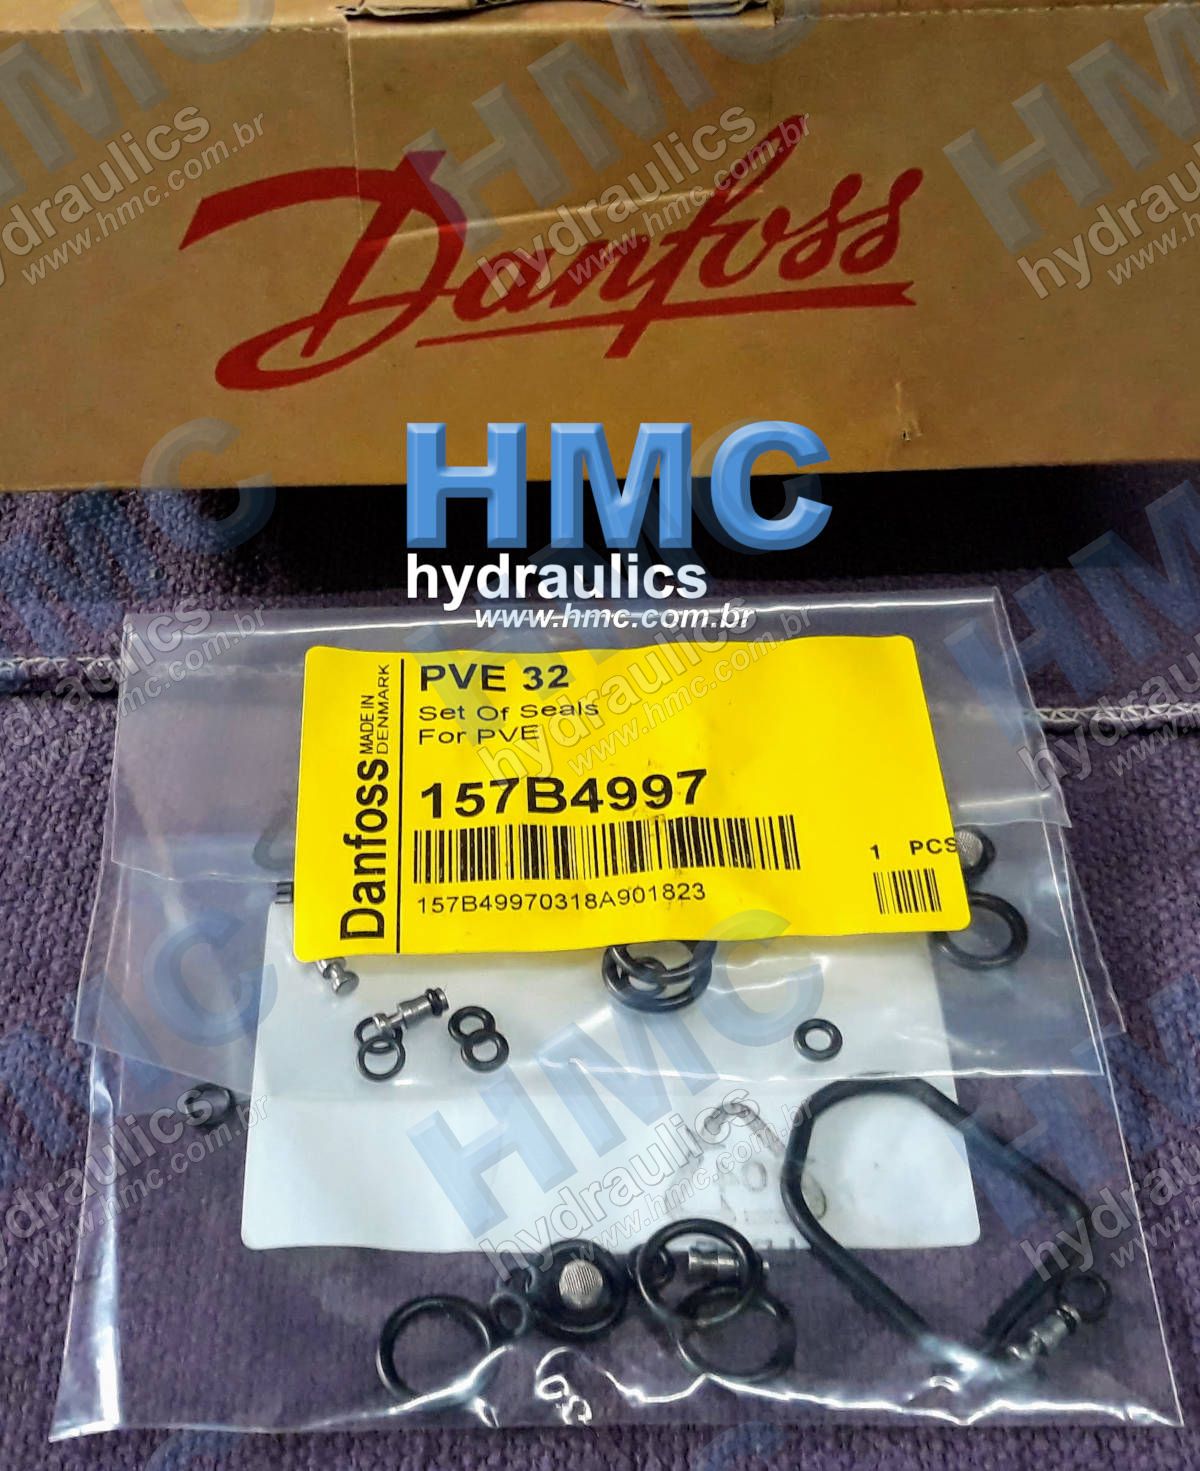 Danfoss
HMC
hydraulics
www.hmc.com.br
Danfoss
MADE IN
DENMARK
PVE 32
Set Of Seals
For PVE
157B4997
157B49970318A901823
1 PCS